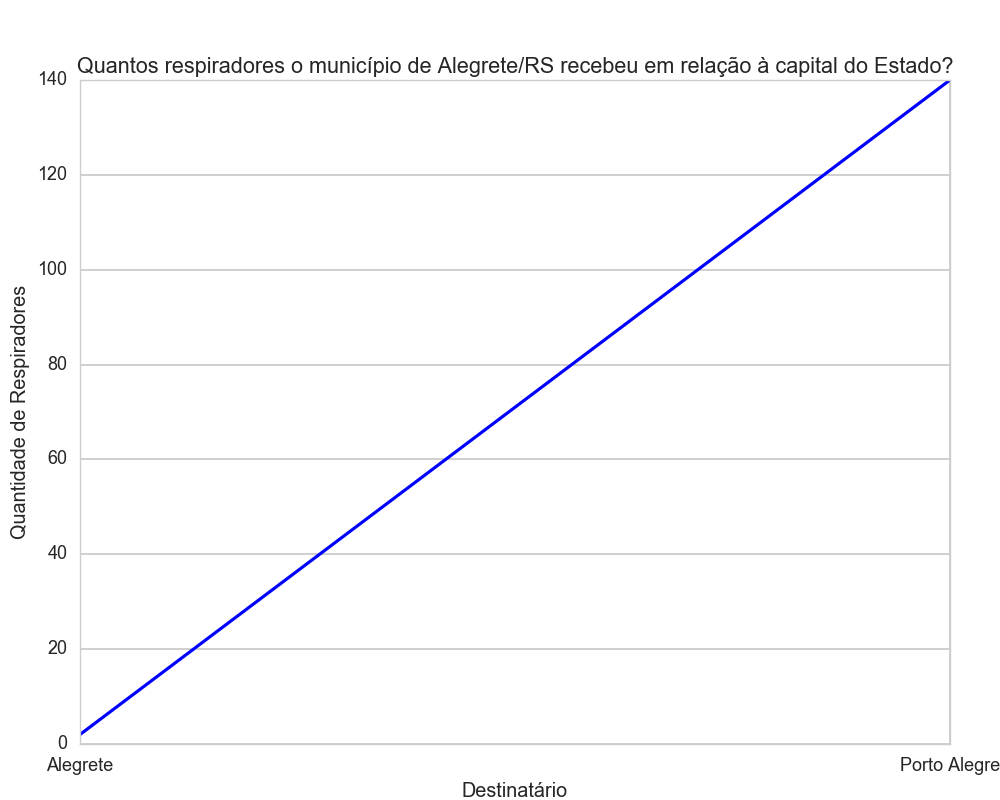 Quantos respiradores o município de Alegrete/RS recebeu em relação à capital do Estado?
140
120
100
80
60
40
20
0
Quantidade de Respiradores
Alegrete
Porto Alegre
Destinatário